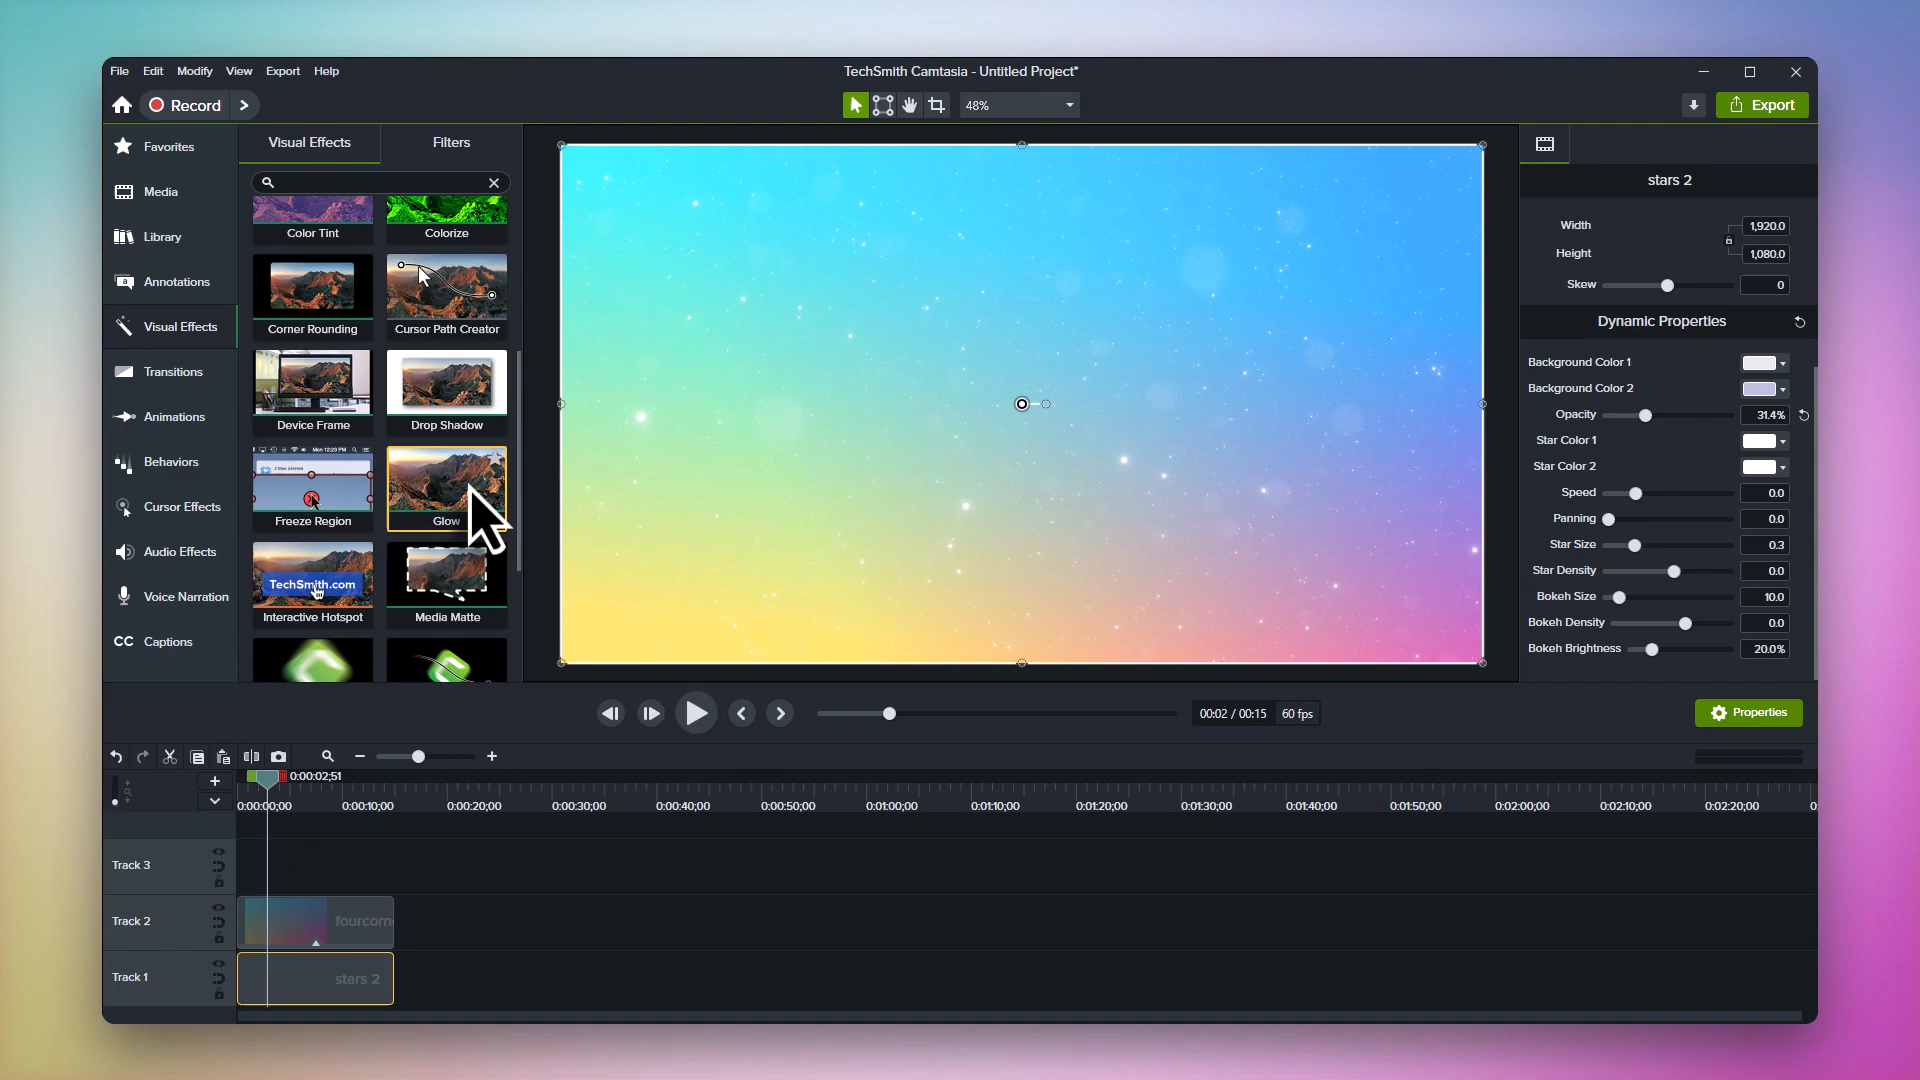 File Edit Modify View Export Help
TechSmith Camtasia - Untitled Project*
Record
48%
Export
Favorites
Media
Library
Annotations
Visual Effects
Transitions
Animations
Behaviors
Cursor Effects
Audio Effects
Voice Narration
CC Captions
Visual Effects Filters
Color Tint Colorize
Corner Rounding Cursor Path Creator
Device Frame Drop Shadow
Mon 12:23 PM
Freeze Region Glow
TechSmith.com
Interactive Hotspot Media Matte
stars 2
Width 1,920.0
Height 1,080.0
Skew 0
Dynamic Properties
Background Color 1
Background Color 2
Opacity 31.4%
Star Color 1
Star Color 2
Speed 0.0
Panning 0.0
Star Size 0.3
Star Density 0.0
Bokeh Size 10.0
Bokeh Density 0.0
Bokeh Brightness 20.0%
00:02 / 00:15 60 fps
Properties
0:00:02;51
0:00:00;00 0:00:10;00 0:00:20;00 0:00:30;00 0:00:40;00 0:00:50;00 0:01:00;00 0:01:10;00 0:01:20;00 0:01:30;00 0:01:40;00 0:01:50;00 0:02:00;00 0:02:10;00 0:02:20;00
Track 3
Track 2
fourcorn
Track 1
stars 2